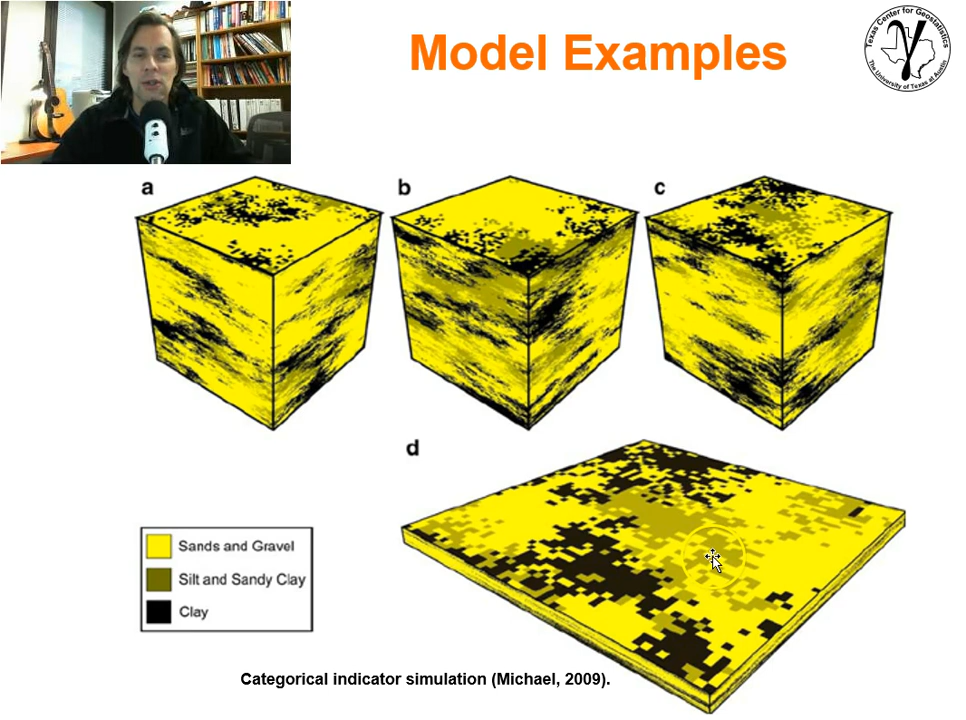 Model Examples
Texas Center for Geostatistics
The University of Texas at Austin
a
b
c
d
Sands and Gravel
Silt and Sandy Clay
Clay
Categorical indicator simulation (Michael, 2009).